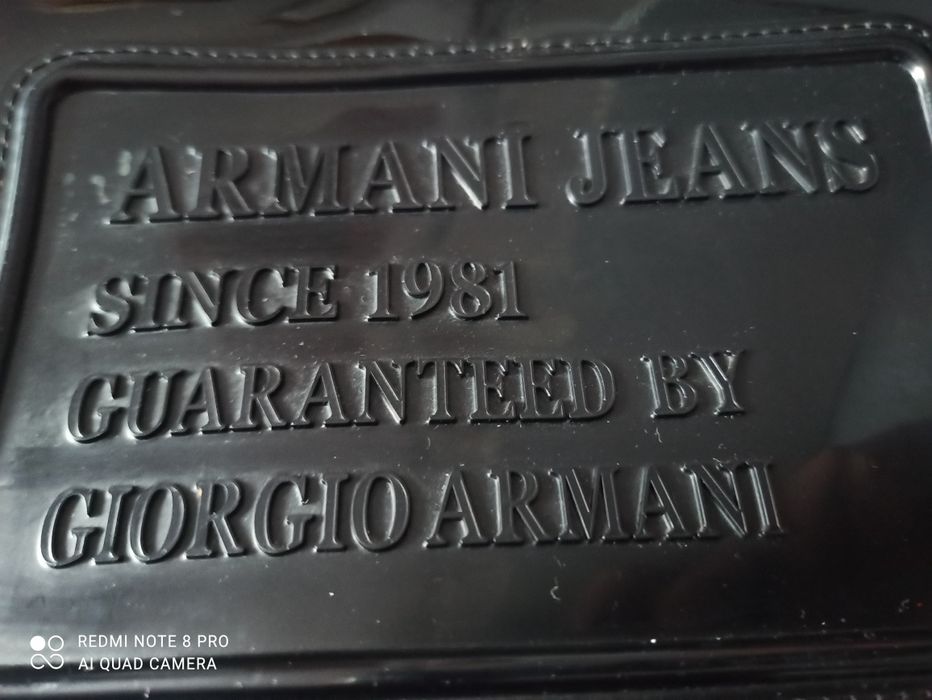 ARMANI JEANS
SINCE 1981
GUARANTEED BY
GIORGIO ARMANI
REDMI NOTE 8 PRO
AI QUAD CAMERA